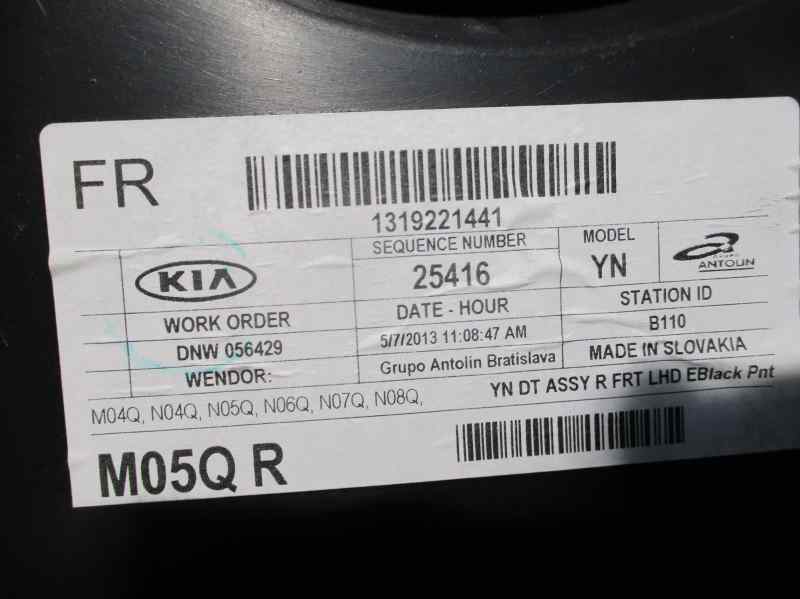 FR
1319221441
KIA
SEQUENCE NUMBER
25416
MODEL
YN
GRUPO
ANTOLIN
WORK ORDER
DATE - HOUR
STATION ID
DNW 056429
5/7/2013 11:08:47 AM
B110
WENDOR:
Grupo Antolin Bratislava
MADE IN SLOVAKIA
M04Q, N04Q, N05Q, N06Q, N07Q, N08Q,
YN DT ASSY R FRT LHD EBlack Pnt
M05Q R